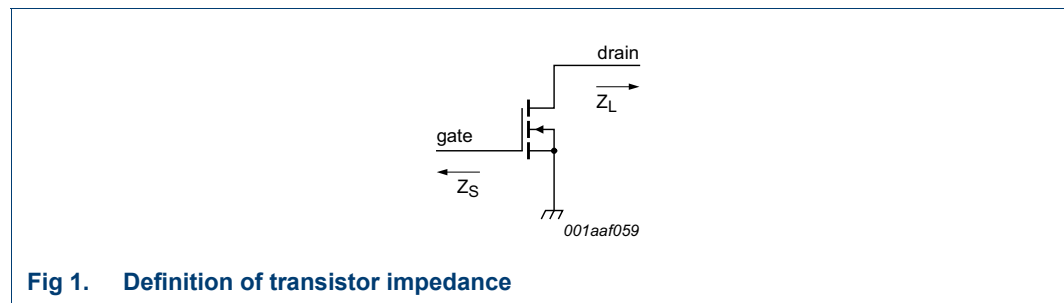 drain
Z_L
gate
Z_S
001aaf059
Fig 1. Definition of transistor impedance